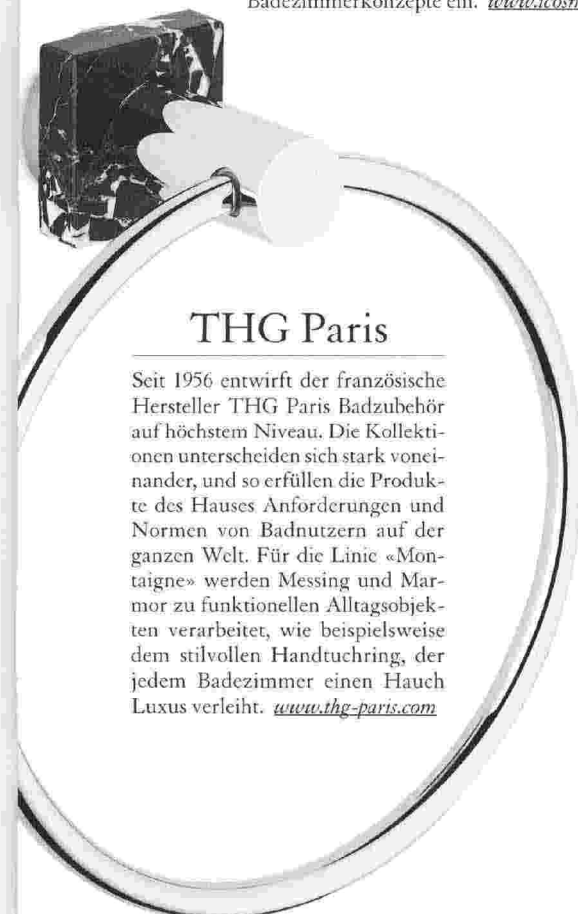 Badezimmerkonzepte ein.
THG Paris
Seit 1956 entwirft der französische
Hersteller THG Paris Badzubehör
auf höchstem Niveau. Die Kollekti-
onen unterscheiden sich stark vonei-
nander, und so erfüllen die Produk-
te des Hauses Anforderungen und
Normen von Badnutzern auf der
ganzen Welt. Für die Linie «Mon-
taigne» werden Messing und Mar-
mor zu funktionellen Alltagsobjek-
ten verarbeitet, wie beispielsweise
dem stilvollen Handtuchring, der
jedem Badezimmer einen Hauch
Luxus verleiht. www.thg-paris.com